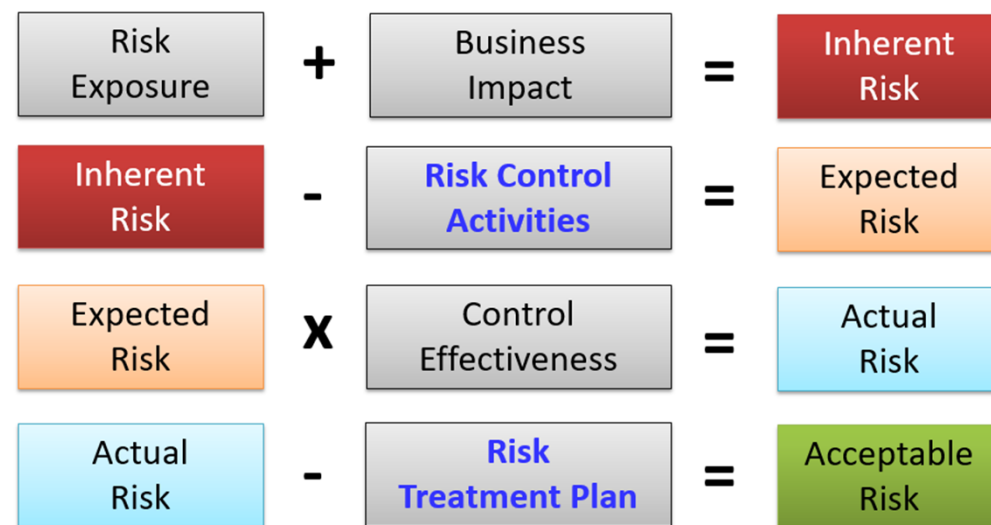 Risk
Exposure
+
Business
Impact
=
Inherent
Risk
Inherent
Risk
-
Risk Control
Activities
=
Expected
Risk
Expected
Risk
x
Control
Effectiveness
=
Actual
Risk
Actual
Risk
-
Risk
Treatment Plan
=
Acceptable
Risk